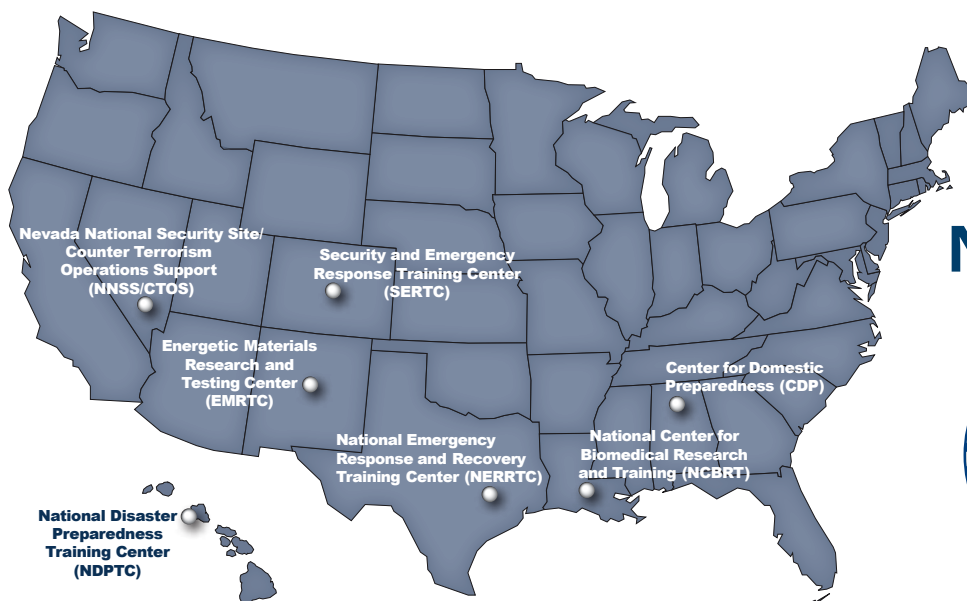 Nevada National Security Site/
Counter Terrorism
Operations Support
(NNSS/CTOS)
Security and Emergency
Response Training Center
(SERTC)
Energetic Materials
Research and
Testing Center
(EMRTC)
Center for Domestic
Preparedness (CDP)
National Emergency
Response and Recovery
Training Center (NERRTC)
National Center for
Biomedical Research
and Training (NCBRT)
National Disaster
Preparedness
Training Center
(NDPTC)
N